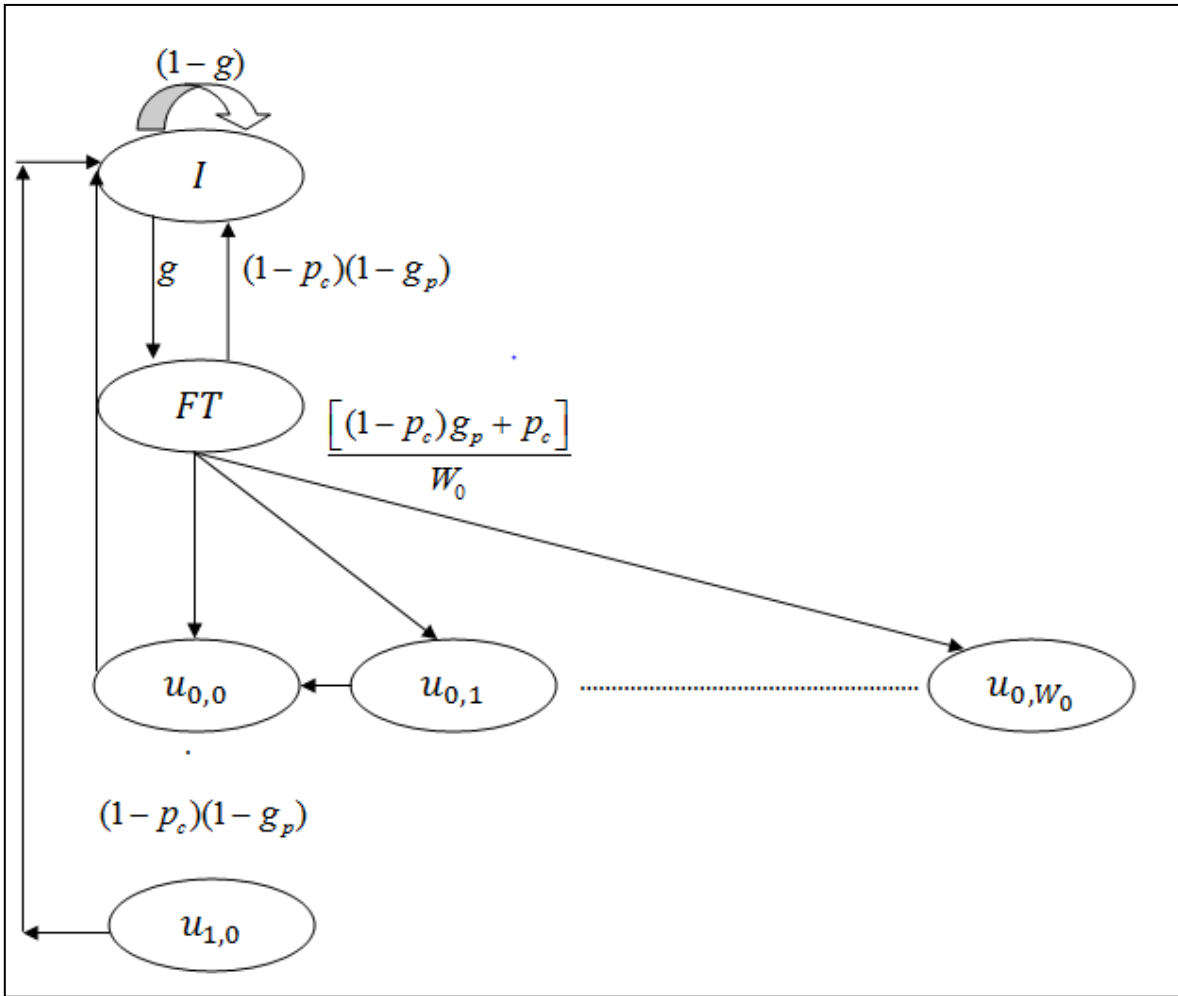 (1 - g)
I
g
(1 - p_c)(1 - g_p)
FT
[(1 - p_c)g_p + p_c]
W_0
u_{0,0}
u_{0,1}
u_{0,W_0}
(1 - p_c)(1 - g_p)
u_{1,0}